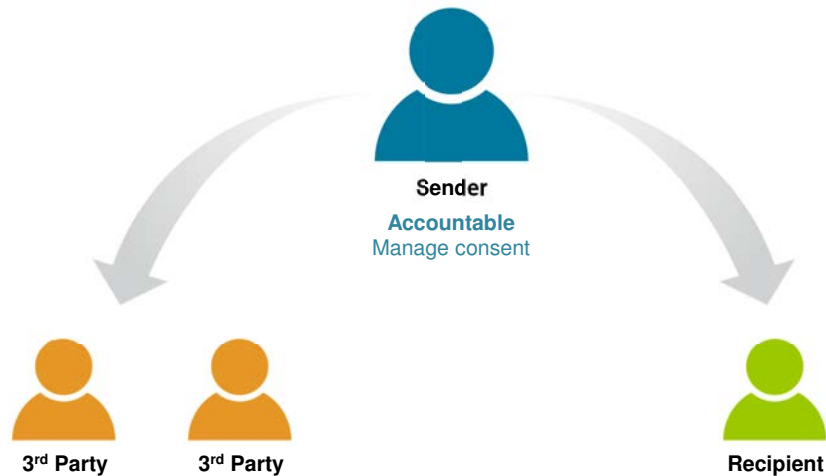 Sender
Accountable
Manage consent
3rd Party
3rd Party
Recipient